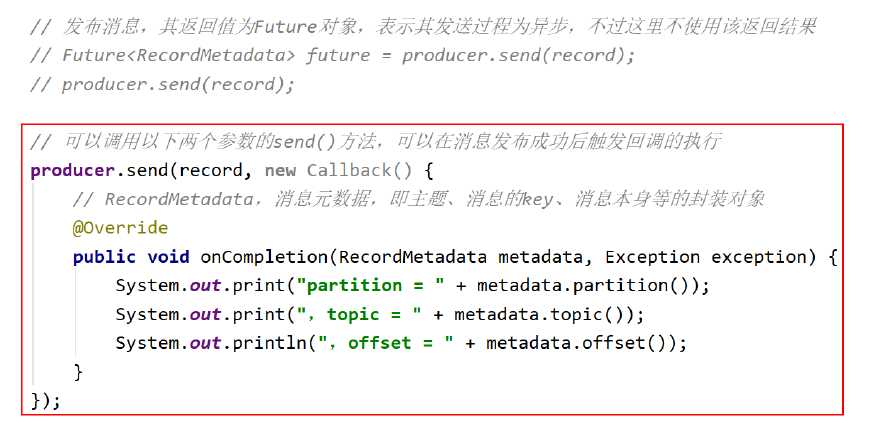 // 发布消息，其返回值为Future对象，表示其发送过程为异步，不过这里不使用该返回结果
// Future<RecordMetadata> future = producer.send(record);
// producer.send(record);
// 可以调用以下两个参数的send()方法，可以在消息发布成功后触发回调的执行
producer.send(record, new Callback() {
// RecordMetadata，消息元数据，即主题、消息的key、消息本身等的封装对象
@Override
public void onCompletion(RecordMetadata metadata, Exception exception) {
System.out.print("partition = " + metadata.partition());
System.out.print("，topic = " + metadata.topic());
System.out.println("，offset = " + metadata.offset());
}
});